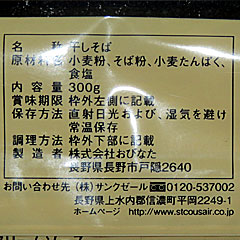 名称 干しそば
原材料名 小麦粉、そば粉、小麦たんぱく、
食塩
内容量 300g
賞味期限 枠外左側に記載
保存方法 直射日光および、湿気を避け
常温保存
調理方法 枠外下部に記載
製造者 株式会社おびなた
長野県長野市戸隠2640
お問い合わせ先(株)サンクゼール 0120-537002
長野県上水内郡信濃町平岡2249-1
ホームページ http://www.stcousair.co.jp